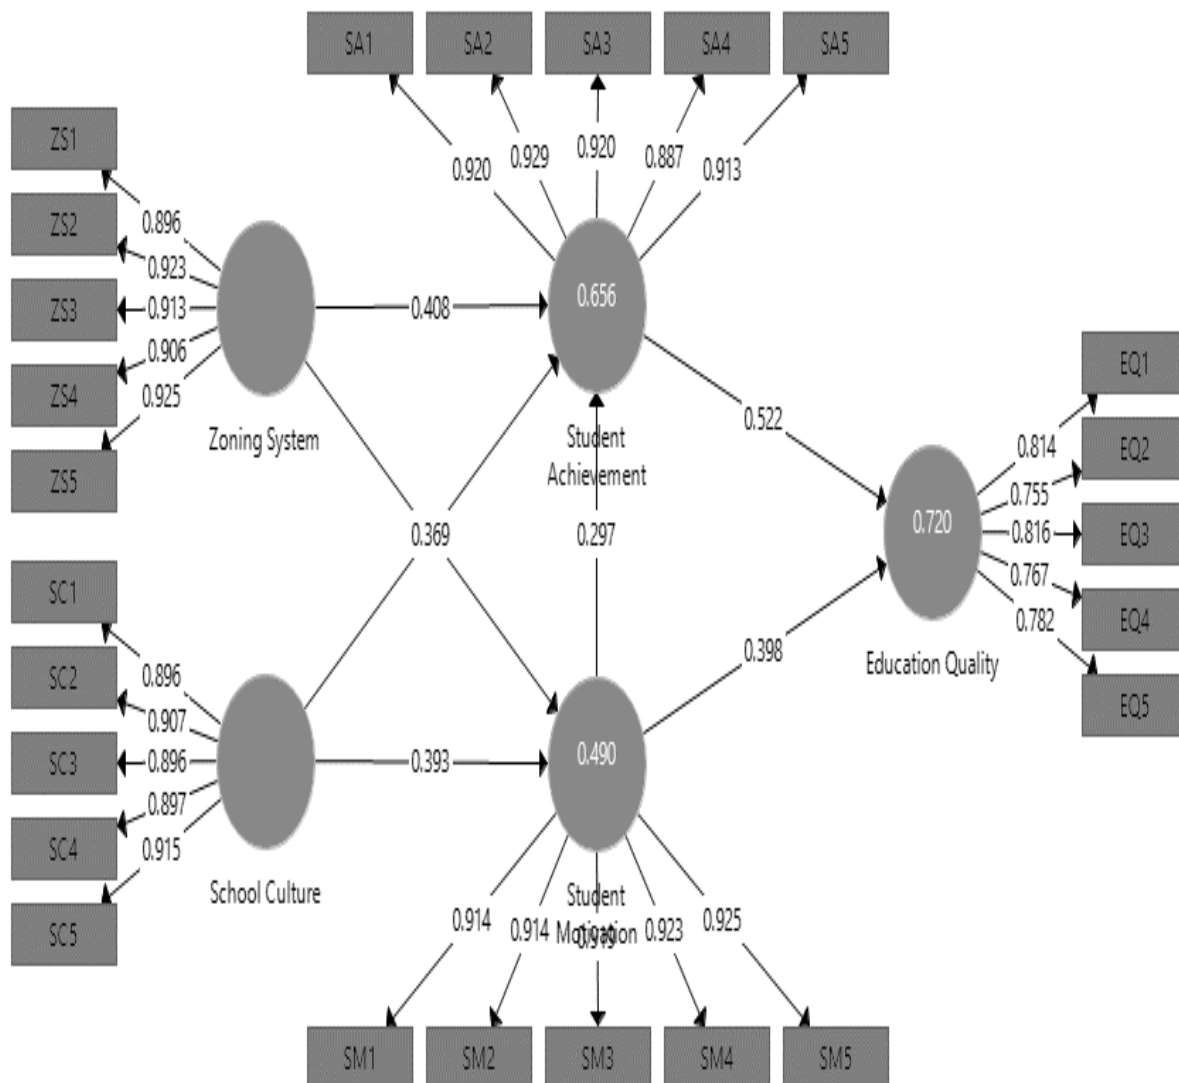 SA1 SA2 SA3 SA4 SA5
ZS1
ZS2
ZS3
ZS4
ZS5
0.896
0.923
0.913
0.906
0.925
0.920
0.929
0.920
0.887
0.913
Zoning System
0.408
0.656
Student
Achievement
0.369
0.297
0.522
0.398
0.720
Education Quality
0.814
0.755
0.816
0.767
0.782
EQ1
EQ2
EQ3
EQ4
EQ5
SC1
SC2
SC3
SC4
SC5
0.896
0.907
0.896
0.897
0.915
School Culture
0.393
0.490
Student
Motivation
0.914
0.914
0.923
0.925
SM1 SM2 SM3 SM4 SM5